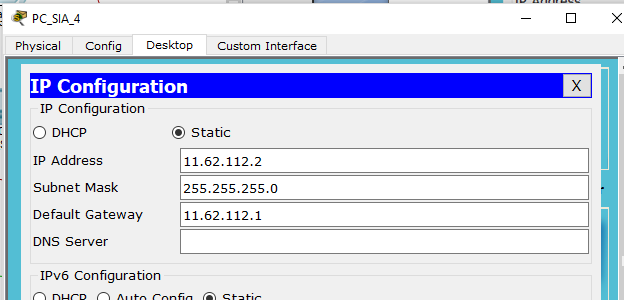 IP Address
PC_SIA_4
Physical Config Desktop Custom Interface
IP Configuration X
IP Configuration
DHCP Static
IP Address 11.62.112.2
Subnet Mask 255.255.255.0
Default Gateway 11.62.112.1
DNS Server
IPv6 Configuration
DHCP Auto Config Static